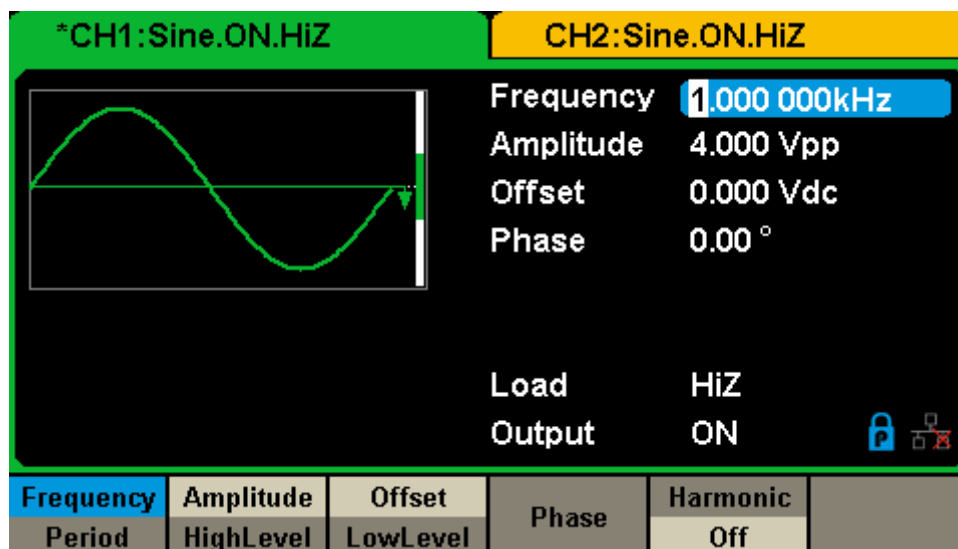 *CH1:Sine.ON.HiZ CH2:Sine.ON.HiZ
Frequency 1.000 000kHz
Amplitude 4.000 Vpp
Offset 0.000 Vdc
Phase 0.00 °
Load HiZ
Output ON
P
Frequency Amplitude Offset Phase Harmonic
Period HighLevel LowLevel Off